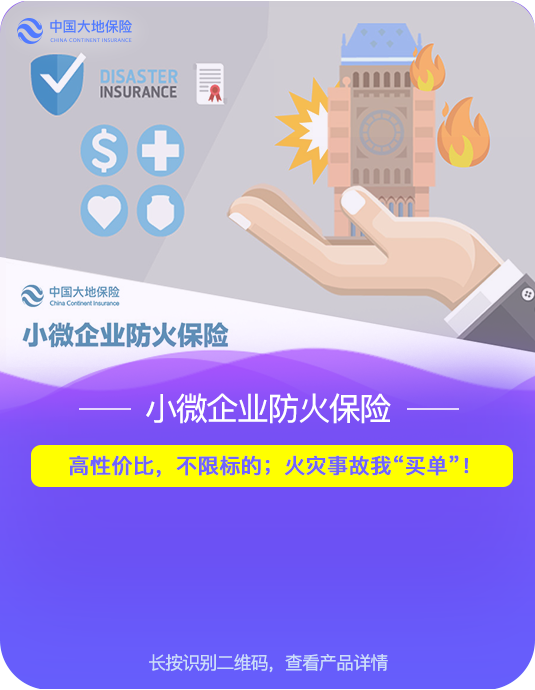 中国大地保险
CHINA CONTINENT INSURANCE
DISASTER
INSURANCE
中国大地保险
China Continent Insurance
小微企业防火保险
小微企业防火保险
高性价比，不限标的；火灾事故我“买单”！
长按识别二维码，查看产品详情